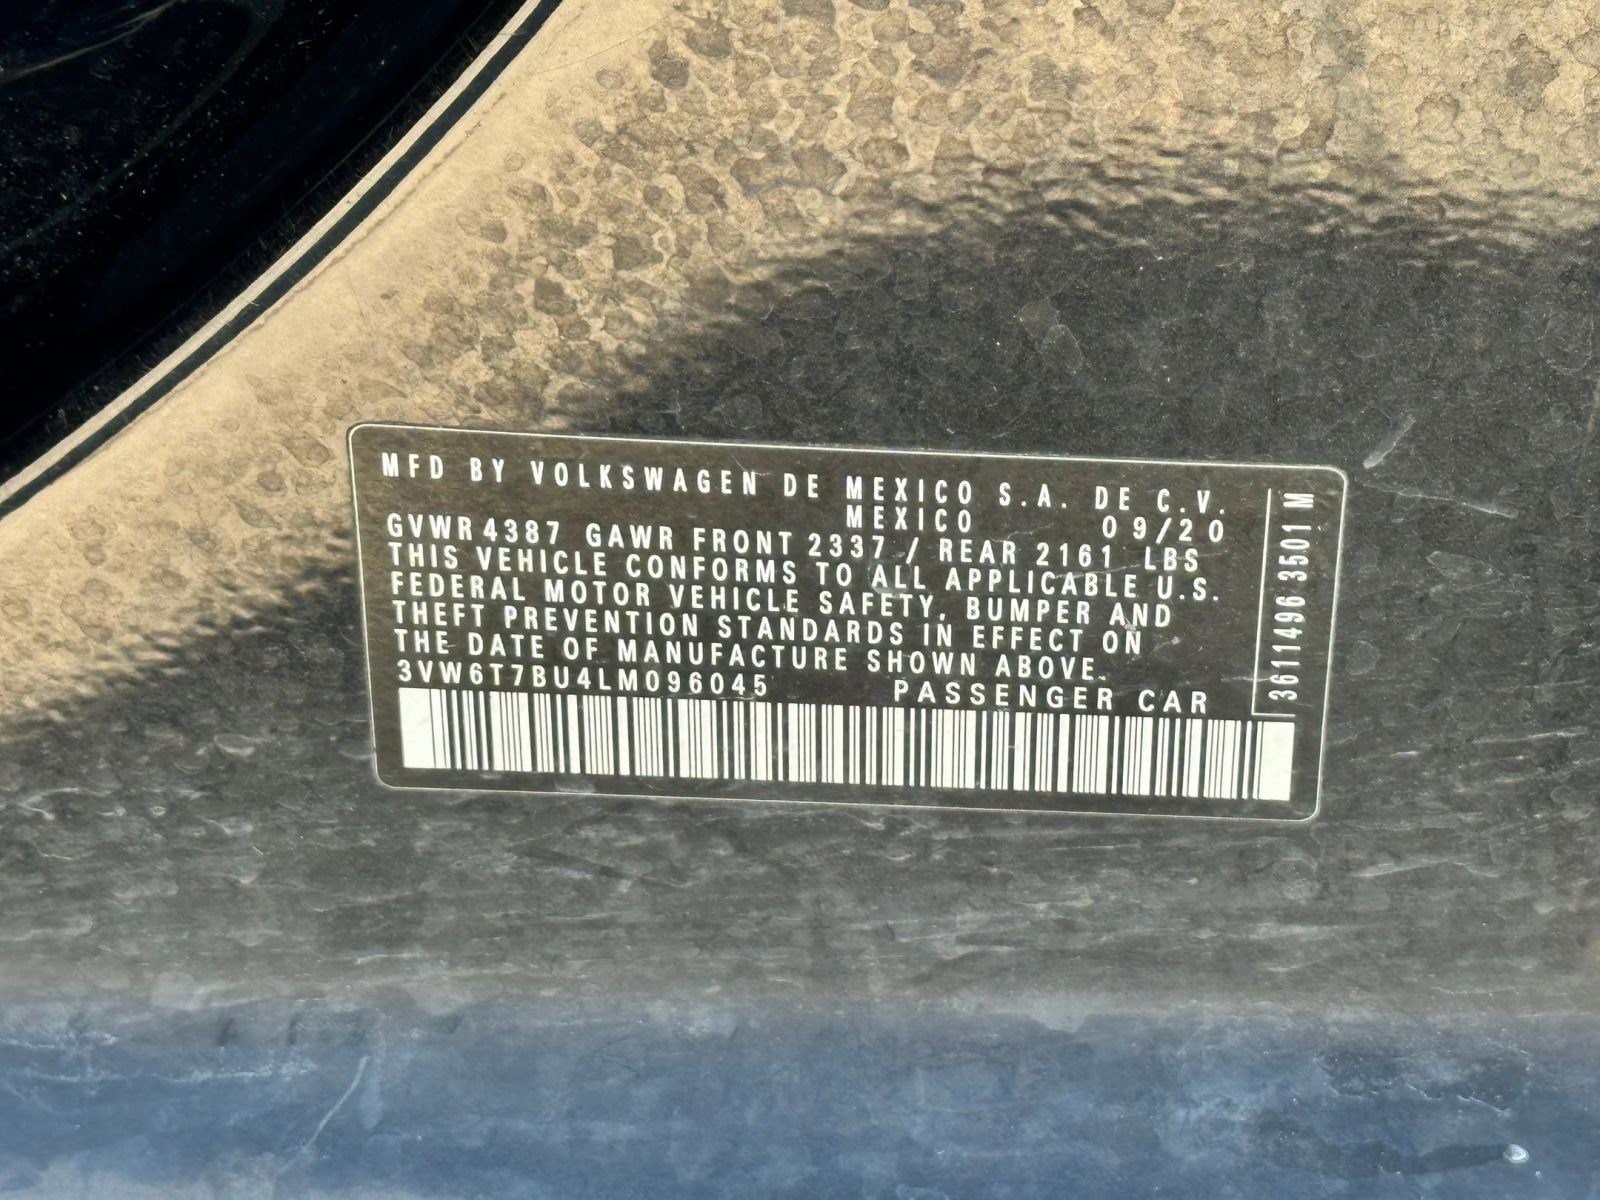 MFD BY VOLKSWAGEN DE MEXICO S.A. DE C.V.
MEXICO 09/20
GVWR 4387 GAWR FRONT 2337 / REAR 2161 LBS
THIS VEHICLE CONFORMS TO ALL APPLICABLE U.S.
FEDERAL MOTOR VEHICLE SAFETY, BUMPER AND
THEFT PREVENTION STANDARDS IN EFFECT ON
THE DATE OF MANUFACTURE SHOWN ABOVE.
3VW6T7BU4LM096045 PASSENGER CAR
3611496 3501 M